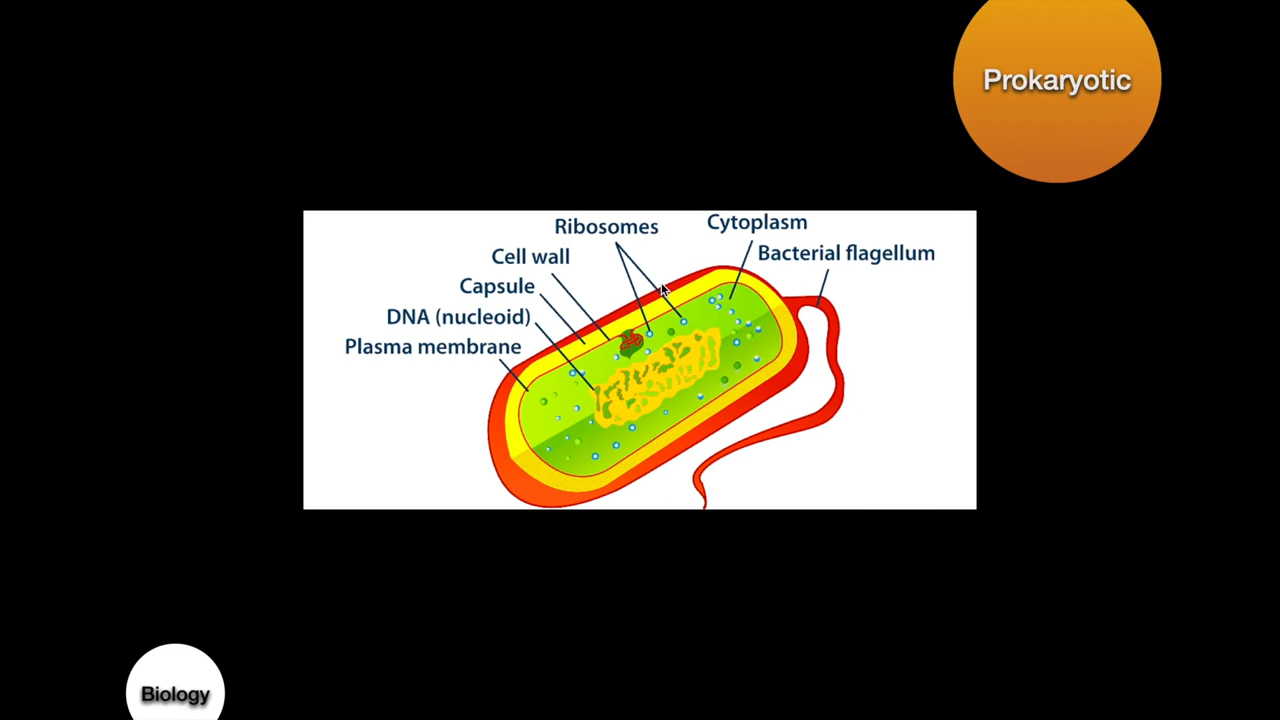 Prokaryotic
Ribosomes
Cytoplasm
Cell wall
Bacterial flagellum
Capsule
DNA (nucleoid)
Plasma membrane
Biology